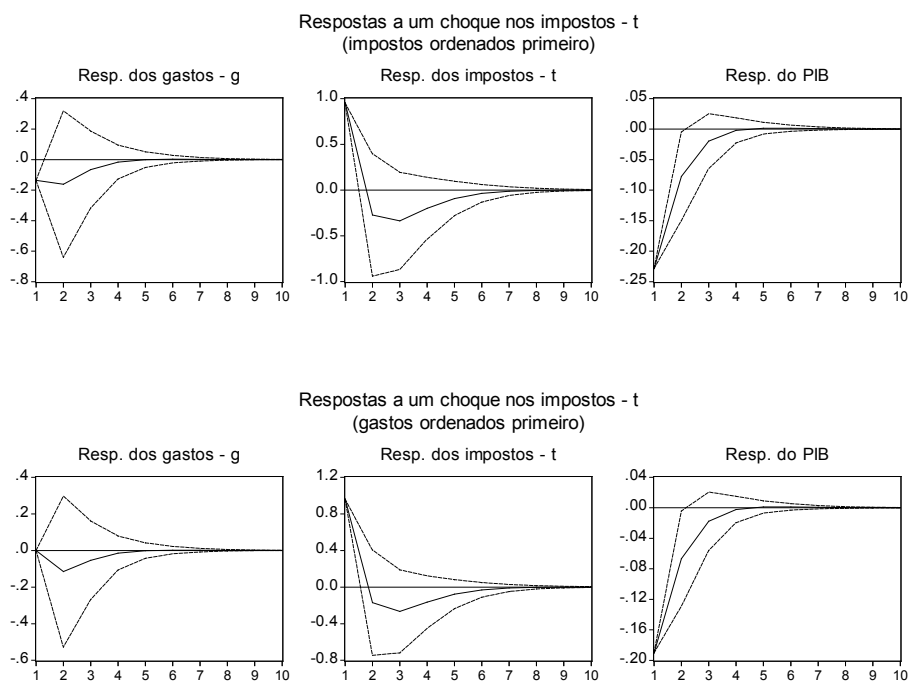 Respostas a um choque nos impostos - t
(impostos ordenados primeiro)
Resp. dos gastos - g
Resp. dos impostos - t
Resp. do PIB
.4
.2
.0
-.2
-.4
-.6
-.8
1 2 3 4 5 6 7 8 9 10
1.0
0.5
0.0
-0.5
-1.0
1 2 3 4 5 6 7 8 9 10
.05
.00
-.05
-.10
-.15
-.20
-.25
1 2 3 4 5 6 7 8 9 10
Respostas a um choque nos impostos - t
(gastos ordenados primeiro)
Resp. dos gastos - g
Resp. dos impostos - t
Resp. do PIB
.4
.2
.0
-.2
-.4
-.6
1 2 3 4 5 6 7 8 9 10
1.2
0.8
0.4
0.0
-0.4
-0.8
1 2 3 4 5 6 7 8 9 10
.04
.00
-.04
-.08
-.12
-.16
-.20
1 2 3 4 5 6 7 8 9 10